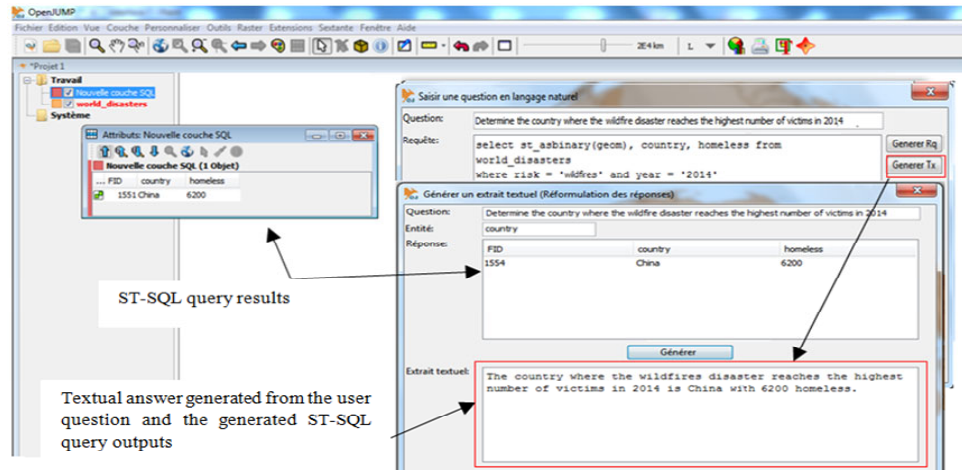 OpenJUMP
Fichier Edition Vue Couche Personnaliser Outils Raster Extensions Sextante Fenêtre Aide
2E4 km L
*Projet 1
Travail
Nouvelle couche SQL
world_disasters
Système
Attributs: Nouvelle couche SQL
Nouvelle couche SQL (1 Objet)
... FID country homeless
1551 China 6200
Saisir une question en langage naturel
Question: Determine the country where the wildfire disaster reaches the highest number of victims in 2014 .
Requête: select st_asbinary(geom), country, homeless from
world_disasters
where risk = 'wildfires' and year = '2014'
Generer Rq
Generer Tx
Générer un extrait textuel (Réformulation des réponses)
Question: Determine the country where the wildfire disaster reaches the highest number of victims in 2014
Entité: country
Réponse:
FID country homeless
1554 China 6200
Générer
Extrait textuel: The country where the wildfires disaster reaches the highest
number of victims in 2014 is China with 6200 homeless.
ST-SQL query results
Textual answer generated from the user
question and the generated ST-SQL
query outputs